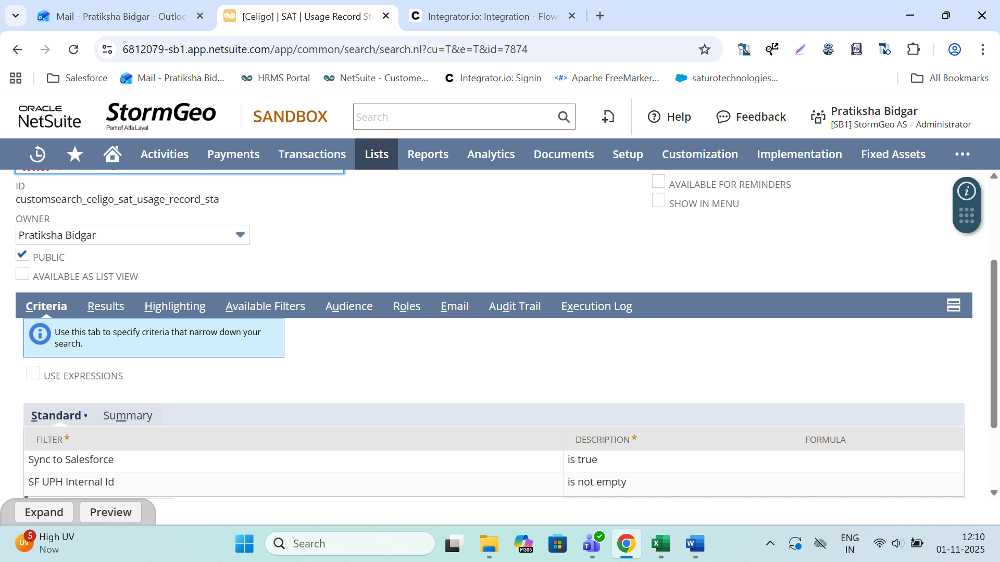 Mail - Pratiksha Bidgar - Outloo
[Celigo] | SAT | Usage Record St
C Integrator.io: Integration - Flow
6812079-sb1.app.netsuite.com/app/common/search/search.nl?cu=T&e=T&id=7874
Salesforce
Mail - Pratiksha Bid...
HRMS Portal
NetSuite - Custome...
C Integrator.io: Signin
<#> Apache FreeMarker...
saturotechnologies...
All Bookmarks
ORACLE
NetSuite
StormGeo
Part of Alfa Laval
SANDBOX
Search
Help
Feedback
Pratiksha Bidgar
[SB1] StormGeo AS - Administrator
Activities
Payments
Transactions
Lists
Reports
Analytics
Documents
Setup
Customization
Implementation
Fixed Assets
ID
customsearch_celigo_sat_usage_record_sta
OWNER
Pratiksha Bidgar
PUBLIC
AVAILABLE AS LIST VIEW
AVAILABLE FOR REMINDERS
SHOW IN MENU
Criteria
Results
Highlighting
Available Filters
Audience
Roles
Email
Audit Trail
Execution Log
Use this tab to specify criteria that narrow down your
search.
USE EXPRESSIONS
Standard •
Summary
FILTER *
DESCRIPTION *
FORMULA
Sync to Salesforce
is true
SF UPH Internal Id
is not empty
Expand
Preview
UV
5
High UV
Now
Search
M365
ENG
IN
12:10
01-11-2025